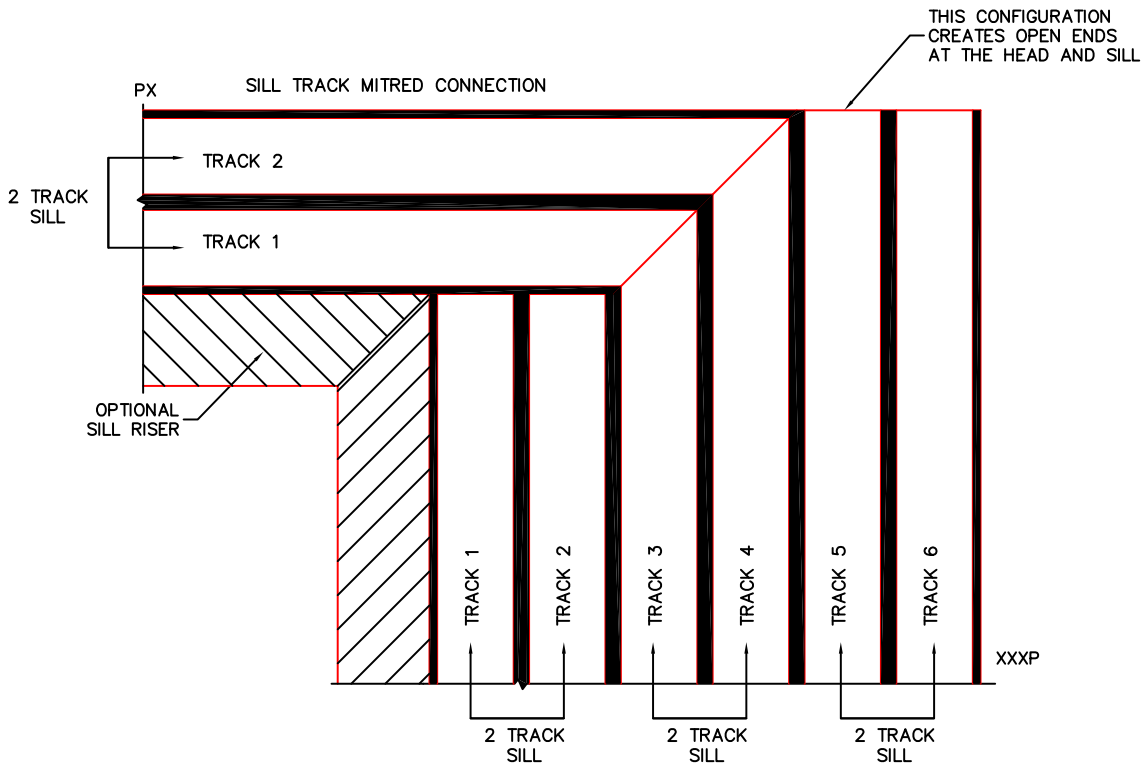 THIS CONFIGURATION
CREATES OPEN ENDS
AT THE HEAD AND SILL
PX
SILL TRACK MITRED CONNECTION
TRACK 2
2 TRACK
SILL
TRACK 1
OPTIONAL
SILL RISER
TRACK 1
TRACK 2
TRACK 3
TRACK 4
TRACK 5
TRACK 6
XXXP
2 TRACK
SILL
2 TRACK
SILL
2 TRACK
SILL